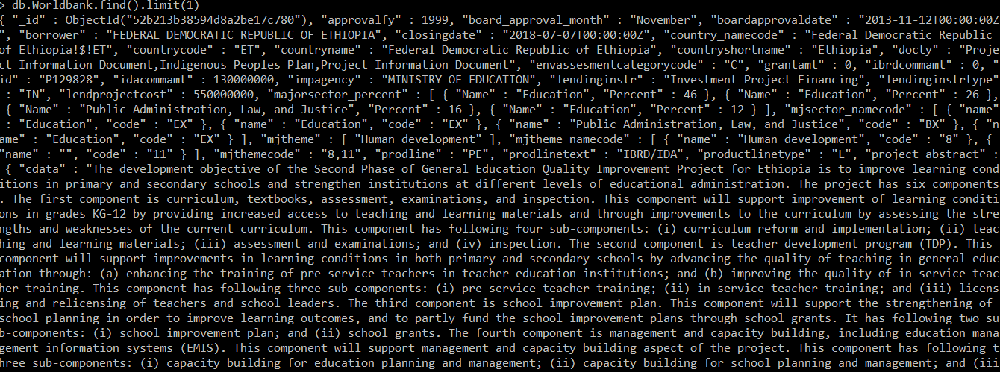 > db.Worldbank.find().limit(1)
{ "_id" : ObjectId("52b213b38594d8a2be17c780"), "approvalfy" : 1999, "board_approval_month" : "November", "boardapprovaldate" : "2013-11-12T00:00:00Z
", "borrower" : "FEDERAL DEMOCRATIC REPUBLIC OF ETHIOPIA", "closingdate" : "2018-07-07T00:00:00Z", "country_namecode" : "Federal Democratic Republic
of Ethiopia!$!ET", "countrycode" : "ET", "countryname" : "Federal Democratic Republic of Ethiopia", "countryshortname" : "Ethiopia", "docty" : "Proje
ct Information Document,Indigenous Peoples Plan,Project Information Document", "envassesmentcategorycode" : "C", "grantamt" : 0, "ibrdcommamt" : 0, "
id" : "P129828", "idacommamt" : 130000000, "impagency" : "MINISTRY OF EDUCATION", "lendinginstr" : "Investment Project Financing", "lendinginstrtype"
: "IN", "lendprojectcost" : 550000000, "majorsector_percent" : [ { "Name" : "Education", "Percent" : 46 }, { "Name" : "Education", "Percent" : 26 },
{ "Name" : "Public Administration, Law, and Justice", "Percent" : 16 }, { "Name" : "Education", "Percent" : 12 } ], "mjsector_namecode" : [ { "name"
: "Education", "code" : "EX" }, { "name" : "Education", "code" : "EX" }, { "name" : "Public Administration, Law, and Justice", "code" : "BX" }, { "n
ame" : "Education", "code" : "EX" } ], "mjtheme" : [ "Human development" ], "mjtheme_namecode" : [ { "name" : "Human development", "code" : "8" }, {
"name" : "", "code" : "11" } ], "mjthemecode" : "8,11", "prodline" : "PE", "prodlinetext" : "IBRD/IDA", "productlinetype" : "L", "project_abstract" :
{ "cdata" : "The development objective of the Second Phase of General Education Quality Improvement Project for Ethiopia is to improve learning cond
itions in primary and secondary schools and strengthen institutions at different levels of educational administration. The project has six components
. The first component is curriculum, textbooks, assessment, examinations, and inspection. This component will support improvement of learning conditi
ons in grades KG-12 by providing increased access to teaching and learning materials and through improvements to the curriculum by assessing the stre
ngths and weaknesses of the current curriculum. This component has following four sub-components: (i) curriculum reform and implementation; (ii) teac
hing and learning materials; (iii) assessment and examinations; and (iv) inspection. The second component is teacher development program (TDP). This
component will support improvements in learning conditions in both primary and secondary schools by advancing the quality of teaching in general educ
ation through: (a) enhancing the training of pre-service teachers in teacher education institutions; and (b) improving the quality of in-service teac
her training. This component has following three sub-components: (i) pre-service teacher training; (ii) in-service teacher training; and (iii) licens
ing and relicensing of teachers and school leaders. The third component is school improvement plan. This component will support the strengthening of
school planning in order to improve learning outcomes, and to partly fund the school improvement plans through school grants. It has following two su
b-components: (i) school improvement plan; and (ii) school grants. The fourth component is management and capacity building, including education mana
gement information systems (EMIS). This component will support management and capacity building aspect of the project. This component has following t
hree sub-components: (i) capacity building for education planning and management; (ii) capacity building for school planning and management; and (iii